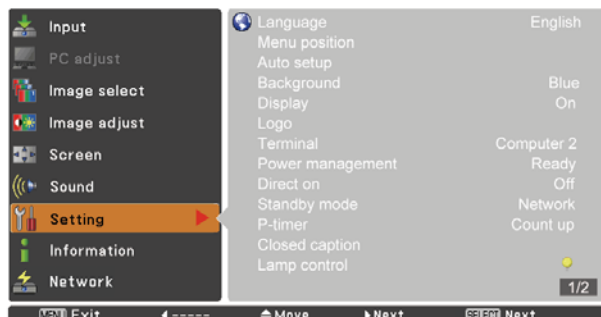 Input
PC adjust
Image select
Image adjust
Screen
Sound
Setting
Information
Network
Language English
Menu position
Auto setup
Background Blue
Display On
Logo
Terminal Computer 2
Power management Ready
Direct on Off
Standby mode Network
P-timer Count up
Closed caption
Lamp control
1/2
MENU Exit ◄ ----- Move Next SELECT Next